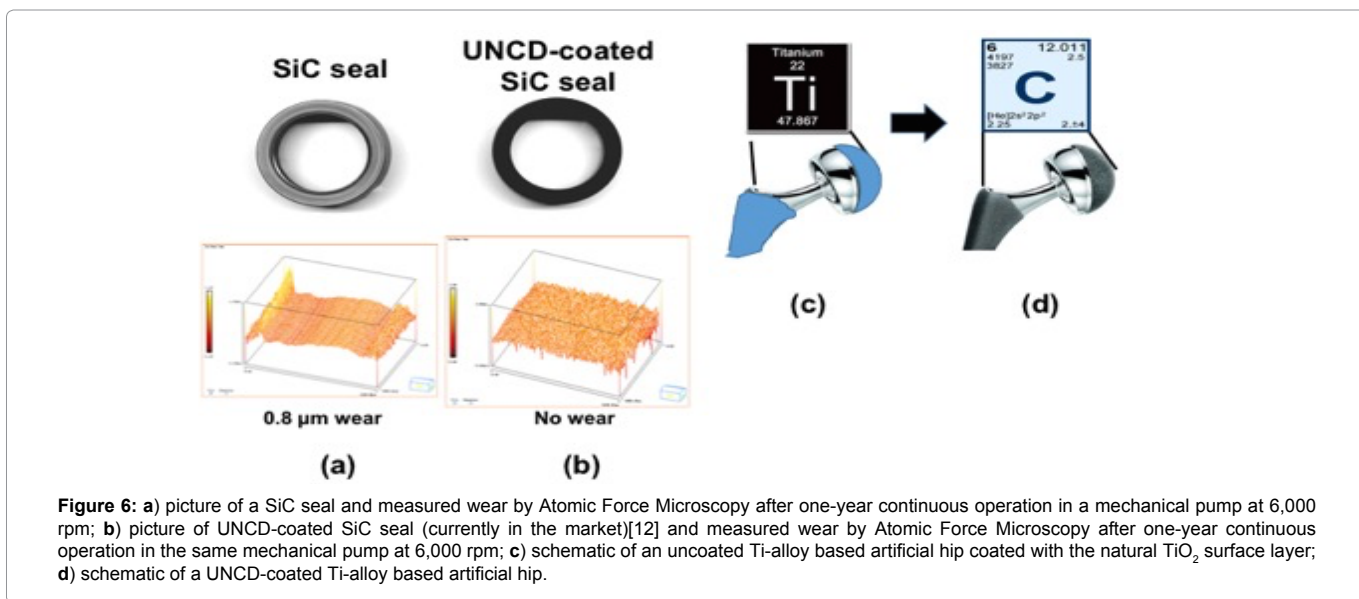 SiC seal
UNCD-coated
SiC seal
Titanium
22
Ti
47.867
6 12.011
4197 2.5
3827
C
[He]2s² 2p²
2.25
0.8 µm wear
No wear
(a)
(b)
(c)
(d)
Figure 6: a) picture of a SiC seal and measured wear by Atomic Force Microscopy after one-year continuous operation in a mechanical pump at 6,000
rpm; b) picture of UNCD-coated SiC seal (currently in the market)[12] and measured wear by Atomic Force Microscopy after one-year continuous
operation in the same mechanical pump at 6,000 rpm; c) schematic of an uncoated Ti-alloy based artificial hip coated with the natural TiO₂ surface layer;
d) schematic of a UNCD-coated Ti-alloy based artificial hip.